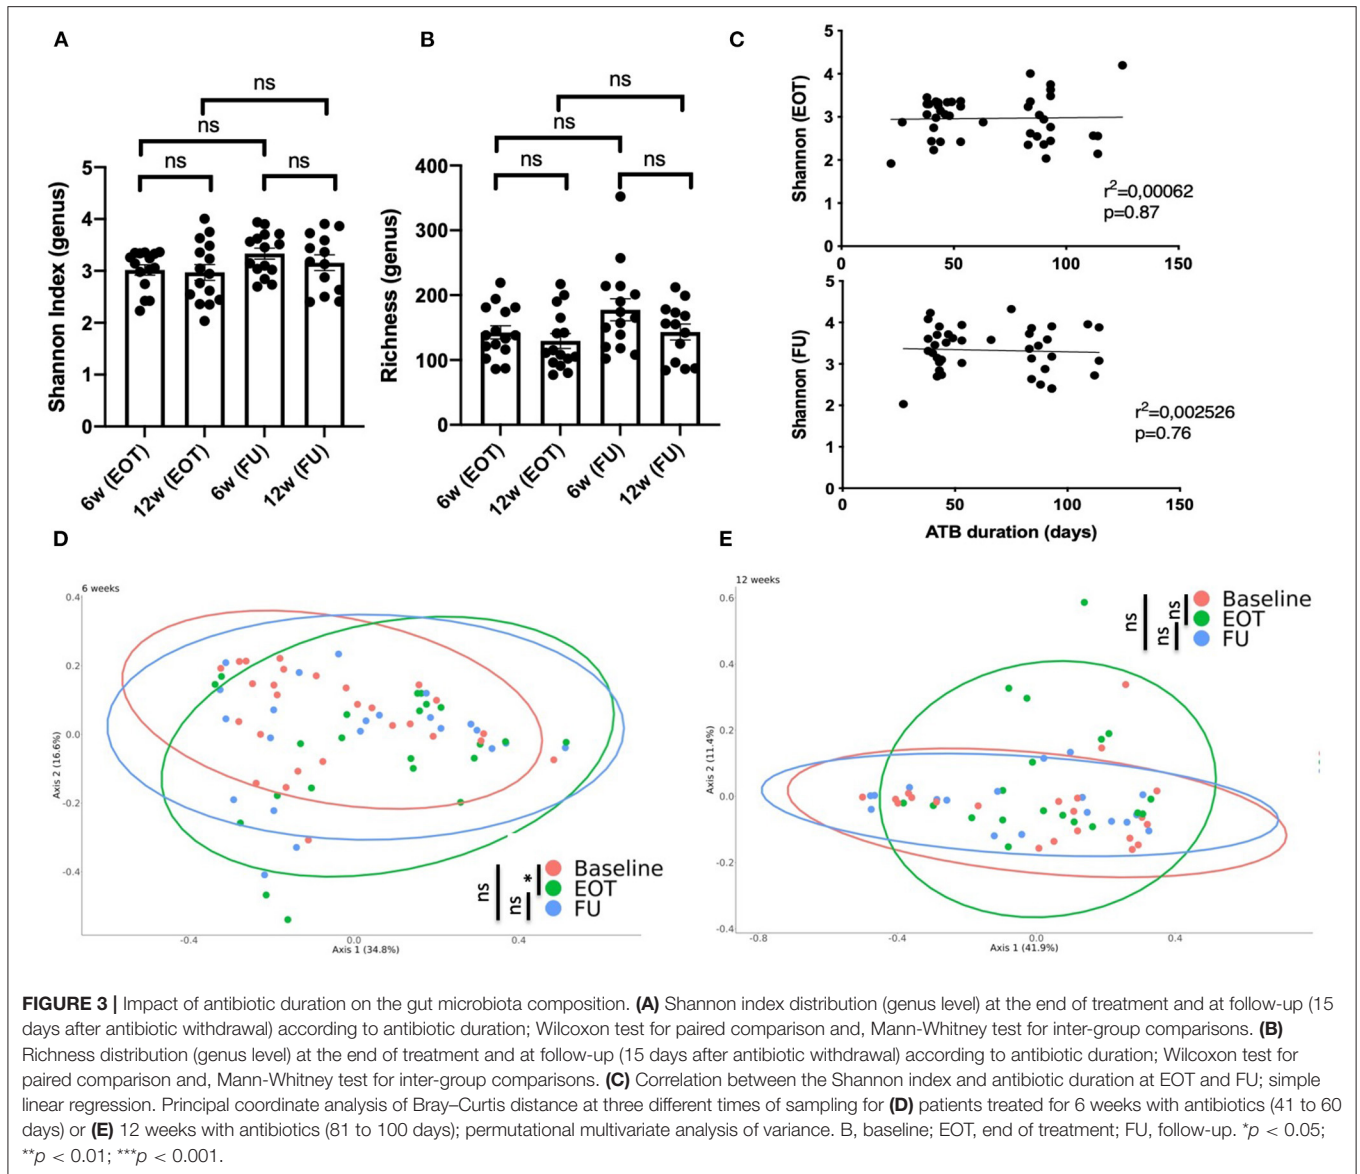 A
B
C
ns
ns
ns
ns
ns
ns
ns
ns
Shannon Index (genus)
5
4
3
2
1
0
6w (EOT)
12w (EOT)
6w (FU)
12w (FU)
Richness (genus)
400
300
200
100
0
6w (EOT)
12w (EOT)
6w (FU)
12w (FU)
Shannon (EOT)
5
4
3
2
1
0
0
50
100
150
r²=0,00062
p=0.87
Shannon (FU)
5
4
3
2
1
0
0
50
100
150
r²=0,002526
p=0.76
ATB duration (days)
D
6 weeks
0.4
0.2
0.0
-0.2
-0.4
Axis 2 (16.6%)
-0.4
0.0
0.4
Axis 1 (34.8%)
ns
ns
*
Baseline
EOT
FU
E
12 weeks
0.6
0.4
0.2
0.0
-0.2
-0.4
Axis 2 (11.4%)
-0.8
-0.4
0.0
0.4
Axis 1 (41.9%)
ns
ns
ns
Baseline
EOT
FU
FIGURE 3 | Impact of antibiotic duration on the gut microbiota composition. (A) Shannon index distribution (genus level) at the end of treatment and at follow-up (15
days after antibiotic withdrawal) according to antibiotic duration; Wilcoxon test for paired comparison and, Mann-Whitney test for inter-group comparisons. (B)
Richness distribution (genus level) at the end of treatment and at follow-up (15 days after antibiotic withdrawal) according to antibiotic duration; Wilcoxon test for
paired comparison and, Mann-Whitney test for inter-group comparisons. (C) Correlation between the Shannon index and antibiotic duration at EOT and FU; simple
linear regression. Principal coordinate analysis of Bray–Curtis distance at three different times of sampling for (D) patients treated for 6 weeks with antibiotics (41 to 60
days) or (E) 12 weeks with antibiotics (81 to 100 days); permutational multivariate analysis of variance. B, baseline; EOT, end of treatment; FU, follow-up. *p < 0.05;
**p < 0.01; ***p < 0.001.